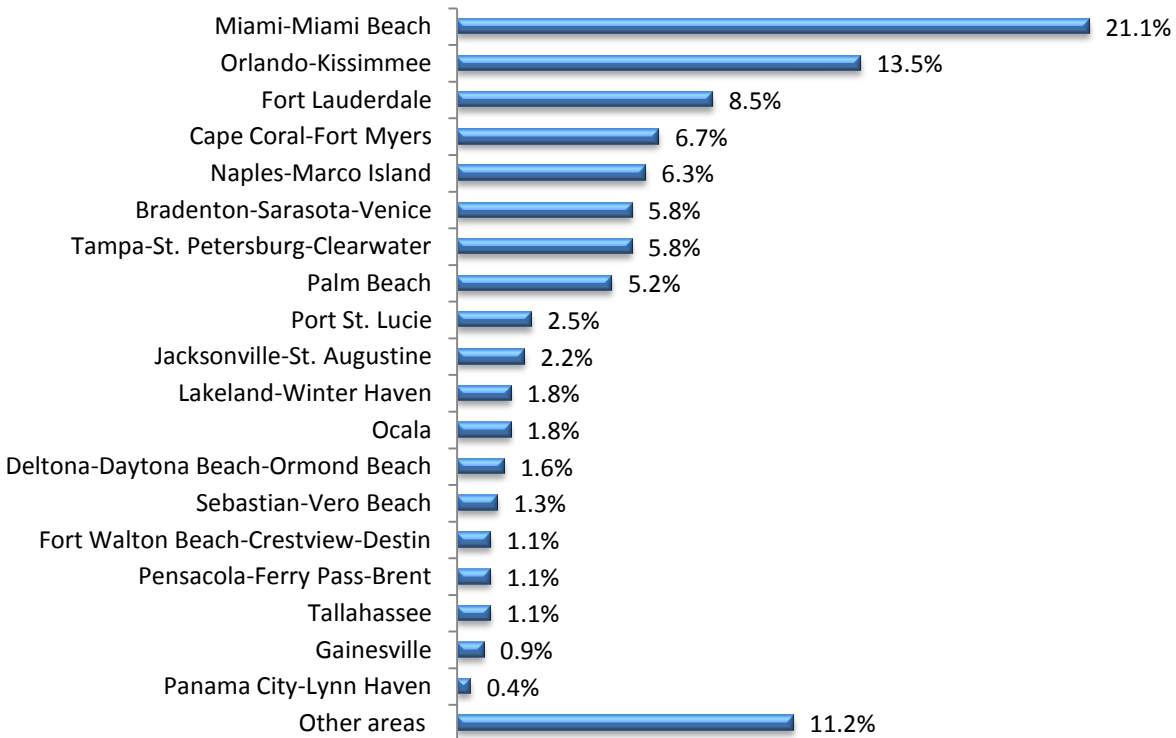 Miami-Miami Beach 21.1%
Orlando-Kissimmee 13.5%
Fort Lauderdale 8.5%
Cape Coral-Fort Myers 6.7%
Naples-Marco Island 6.3%
Bradenton-Sarasota-Venice 5.8%
Tampa-St. Petersburg-Clearwater 5.8%
Palm Beach 5.2%
Port St. Lucie 2.5%
Jacksonville-St. Augustine 2.2%
Lakeland-Winter Haven 1.8%
Ocala 1.8%
Deltona-Daytona Beach-Ormond Beach 1.6%
Sebastian-Vero Beach 1.3%
Fort Walton Beach-Crestview-Destin 1.1%
Pensacola-Ferry Pass-Brent 1.1%
Tallahassee 1.1%
Gainesville 0.9%
Panama City-Lynn Haven 0.4%
Other areas 11.2%